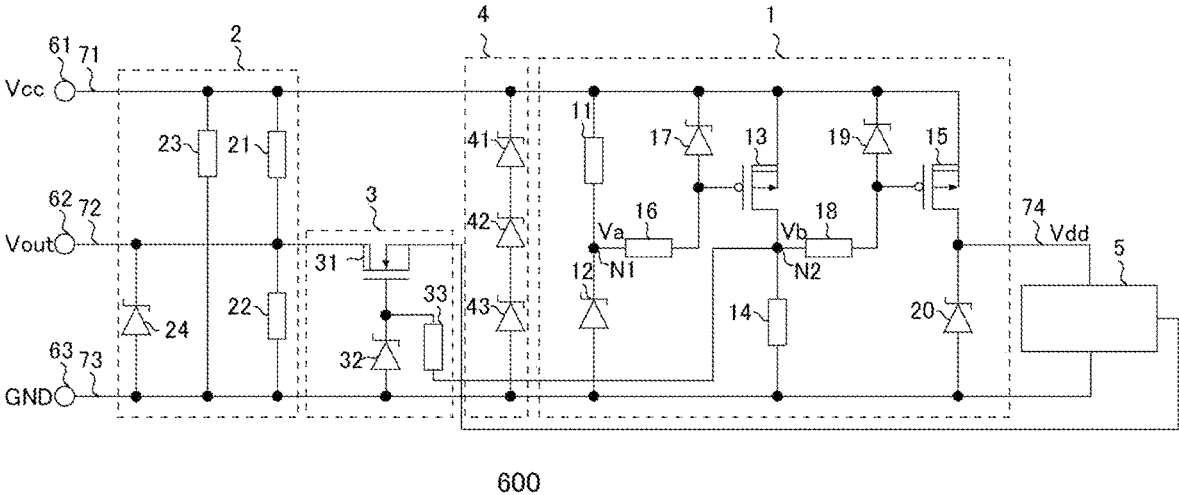 61 71 2 4 1
Vcc
23 21 41 11 17 13 19 15
62 72 3 42 Va 16 Vb 18 74 Vdd
Vout
31 N1 N2 5
12
24 22 33 43 14 20
63 73 32
GND
600